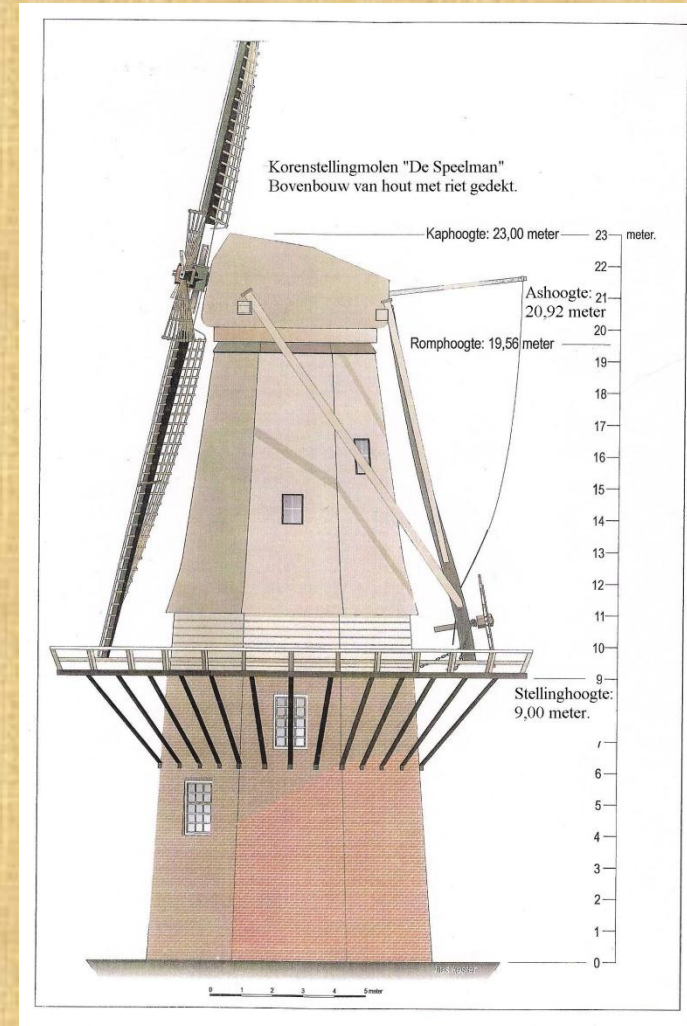 Korenstellingmolen "De Speelman"
Bovenbouw van hout met riet gedekt.
Kaphoogte: 23,00 meter
23 meter.
22
Ashoogte:
21
20,92 meter
20
Romphoogte: 19,56 meter
19
18
17
16
15
14
13
12
11
10
9
Stellinghoogte:
9,00 meter.
7
6
5
4
3
2
1
0
0 1 2 3 4 5 meter